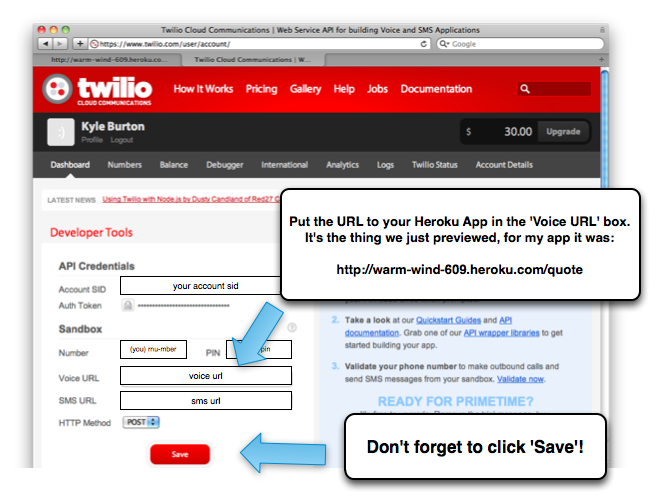 Twilio Cloud Communications | Web Service API for building Voice and SMS Applications
https://www.twilio.com/user/account/
Google
http://warm-wind-609.heroku.co...
Twilio Cloud Communications | W...
twilio
CLOUD COMMUNICATIONS
How It Works Pricing Gallery Help Jobs Documentation
:)
Kyle Burton
Profile Logout
$ 30.00 Upgrade
Dashboard Numbers Balance Debugger International Analytics Logs Twilio Status Account Details
LATEST NEWS Using Twilio with Node.js by Dusty Candland of Red27 C
Put the URL to your Heroku App in the 'Voice URL' box.
It's the thing we just previewed, for my app it was:
http://warm-wind-609.heroku.com/quote
Developer Tools
API Credentials
Account SID your account sid
Auth Token
Sandbox
Number (you) rnu-mber PIN pin
Voice URL voice url
SMS URL sms url
HTTP Method POST
Save
2. Take a look at our Quickstart Guides and API
documentation. Grab one of our API wrapper libraries to get
started building your app.
3. Validate your phone number to make outbound calls and
send SMS messages from your sandbox. Validate now.
READY FOR PRIMETIME?
Don't forget to click 'Save'!